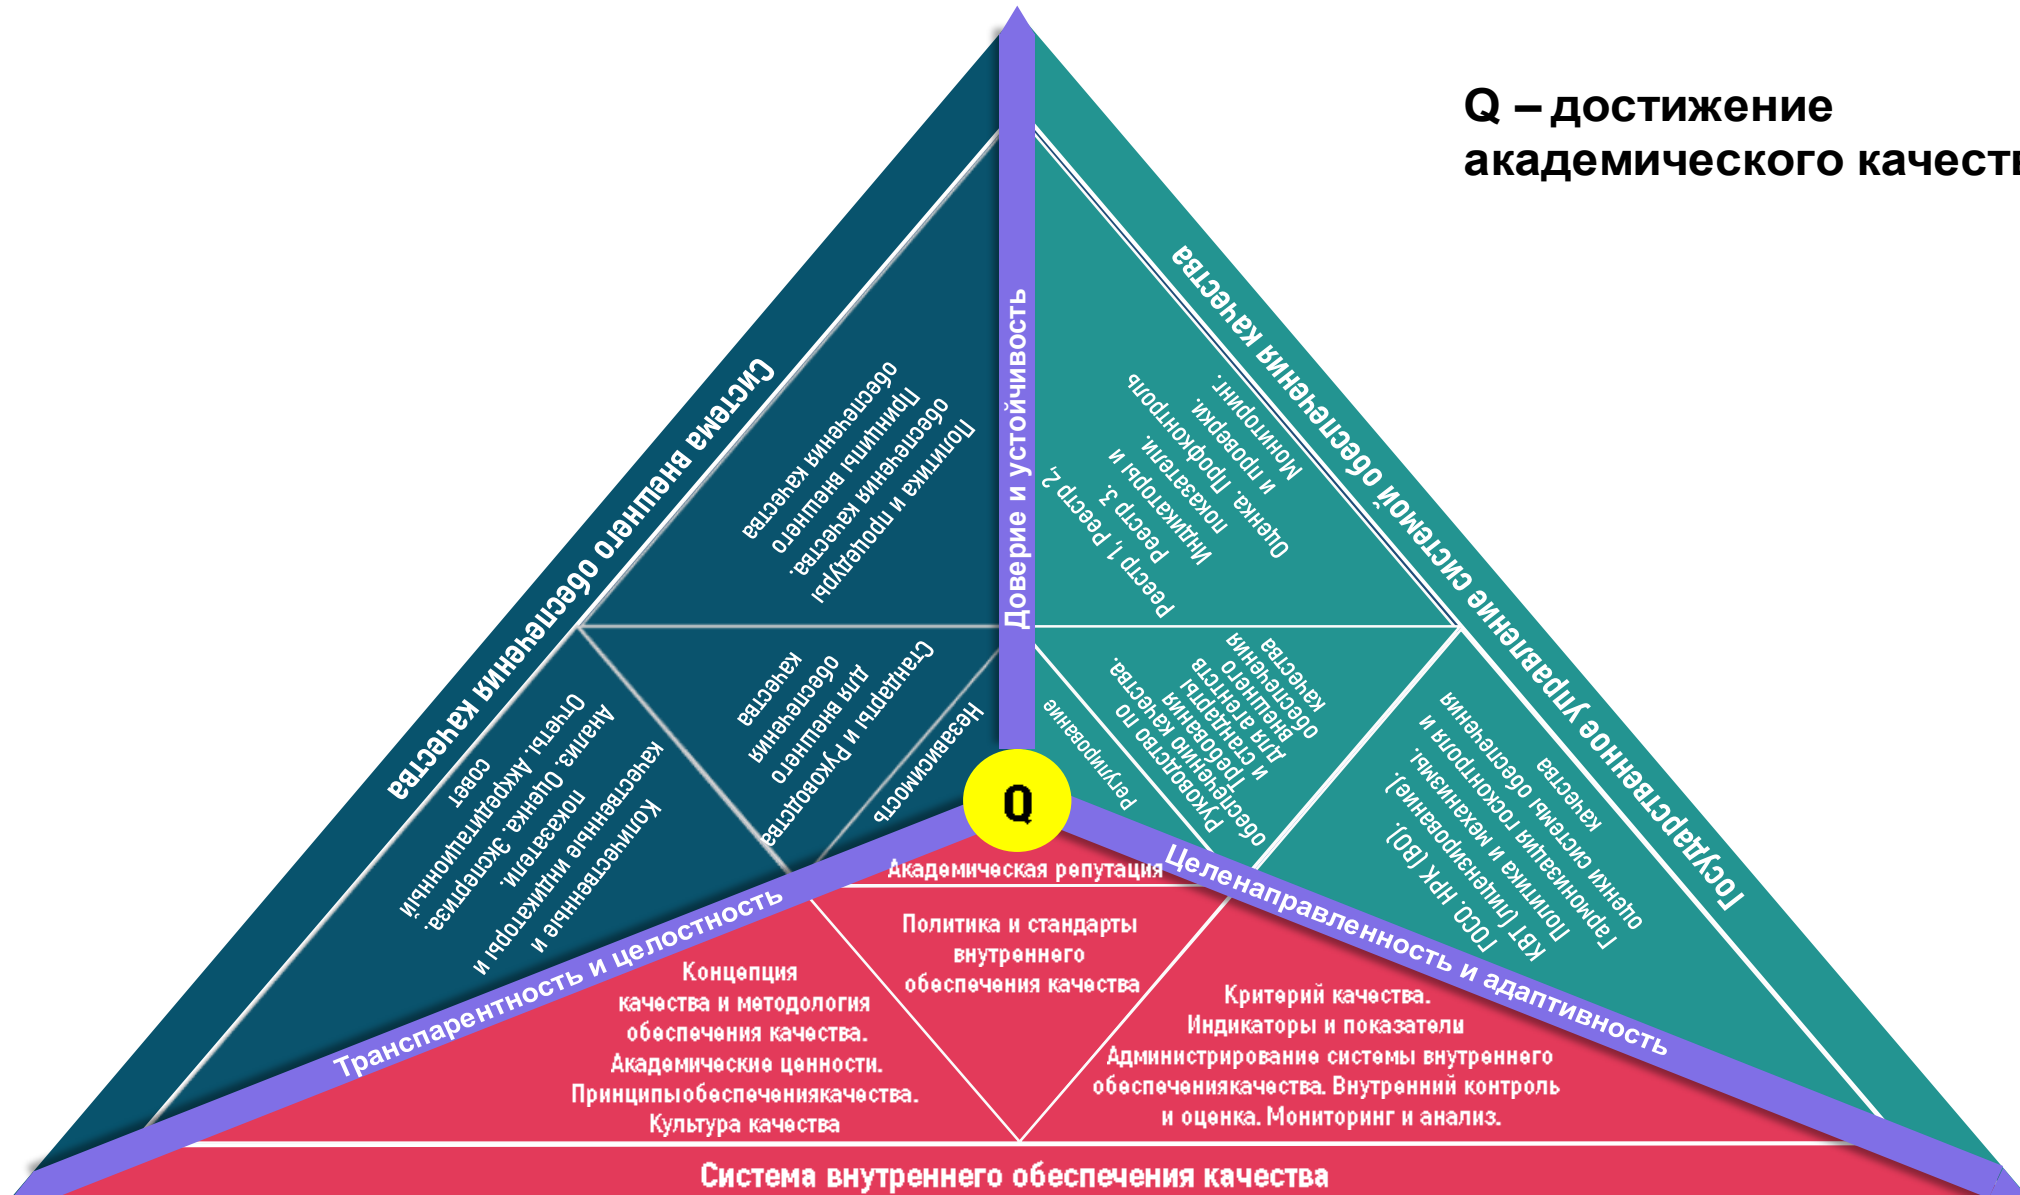 Q – достижение
академического качеств
Система внешнего обеспечения качества
Политика и процедуры
обеспечения качества.
Принципы внешнего
обеспечения качества
Стандарты и Руководства
для внешнего
обеспечения
качества
Независимость
Количественные и
качественные индикаторы и
показатели.
Анализ. Оценка. Экспертиза.
Отчеты. Аккредитационный
совет
Доверие и устойчивость
Государственное управление системой обеспечения качества
Реестр 1, Реестр 2,
Реестр 3.
Индикаторы и
показатели.
Оценка. Профконтроль
и проверки.
Мониторинг.
Регулирование
Руководство по
обеспечению качества.
Требования
и стандарты
для агентств
внешнего
обеспечения
качества
ГОСО. НРК (ВО).
КВТ (лицензирование).
Политика и механизмы.
Гармонизация госконтроля и
оценки системы обеспечения
качества
Q
Транспарентность и целостность
Целенаправленность и адаптивность
Академическая репутация
Политика и стандарты
внутреннего
обеспечения качества
Концепция
качества и методология
обеспечения качества.
Академические ценности.
Принципыобеспечениякачества.
Культура качества
Критерий качества.
Индикаторы и показатели
Администрирование системы внутреннего
обеспечениякачества. Внутренний контроль
и оценка. Мониторинг и анализ.
Система внутреннего обеспечения качества